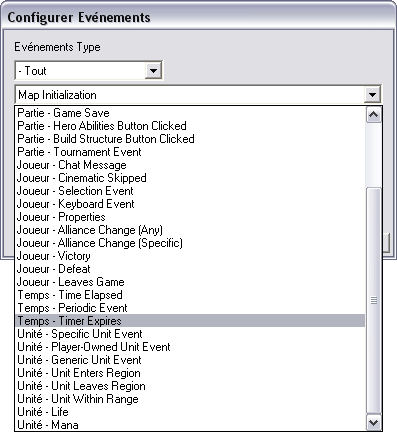 Configurer Evénements
Evénements Type
- Tout
Map Initialization
Partie - Game Save
Partie - Hero Abilities Button Clicked
Partie - Build Structure Button Clicked
Partie - Tournament Event
Joueur - Chat Message
Joueur - Cinematic Skipped
Joueur - Selection Event
Joueur - Keyboard Event
Joueur - Properties
Joueur - Alliance Change (Any)
Joueur - Alliance Change (Specific)
Joueur - Victory
Joueur - Defeat
Joueur - Leaves Game
Temps - Time Elapsed
Temps - Periodic Event
Temps - Timer Expires
Unité - Specific Unit Event
Unité - Player-Owned Unit Event
Unité - Generic Unit Event
Unité - Unit Enters Region
Unité - Unit Leaves Region
Unité - Unit Within Range
Unité - Life
Unité - Mana